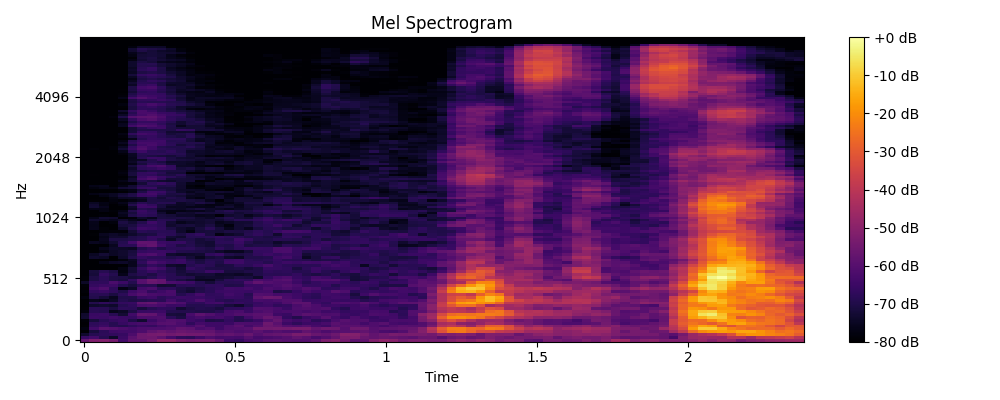 Mel Spectrogram
Hz
4096
2048
1024
512
0
0
0.5
1
1.5
2
Time
+0 dB
-10 dB
-20 dB
-30 dB
-40 dB
-50 dB
-60 dB
-70 dB
-80 dB